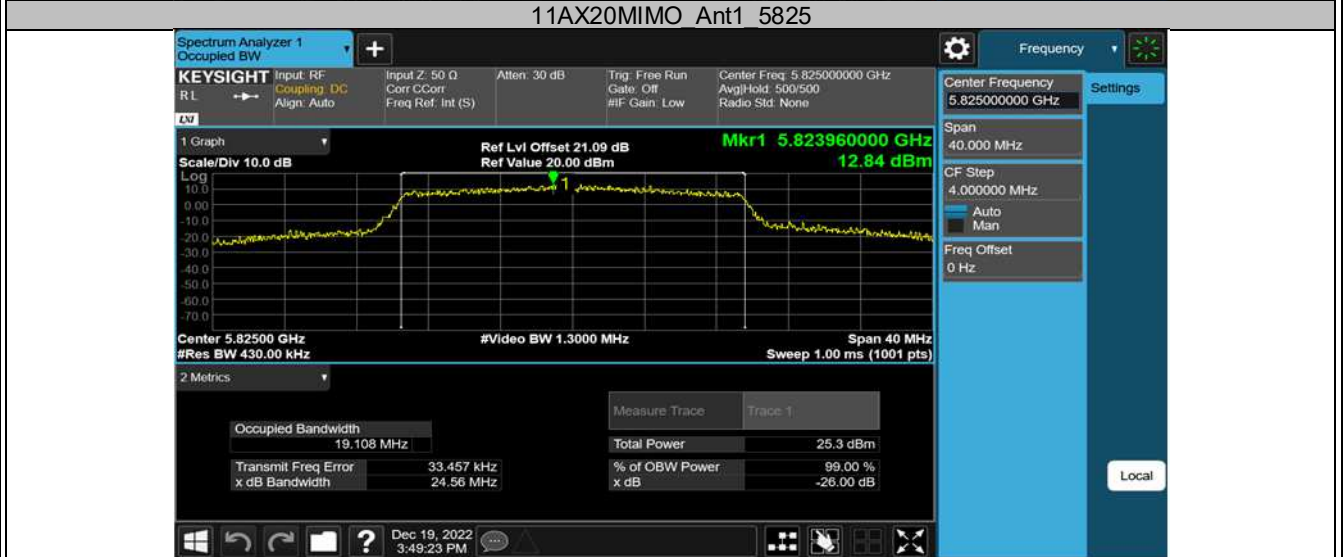 11AX20MIMO_Ant1_5825
Spectrum Analyzer 1
Occupied BW
+
Frequency
KEYSIGHT
RL
LXI
Input: RF
Coupling: DC
Align: Auto
Input Z: 50 Ω
Corr CCorr
Freq Ref: Int (S)
Atten: 30 dB
Trig: Free Run
Gate: Off
#IF Gain: Low
Center Freq: 5.825000000 GHz
Avg|Hold: 500/500
Radio Std: None
Center Frequency
5.825000000 GHz
Settings
Span
40.000 MHz
CF Step
4.000000 MHz
Auto
Man
Freq Offset
0 Hz
1 Graph
Scale/Div 10.0 dB
Ref Lvl Offset 21.09 dB
Ref Value 20.00 dBm
Mkr1 5.823960000 GHz
12.84 dBm
Log
10.0
0.00
-10.0
-20.0
-30.0
-40.0
-50.0
-60.0
-70.0
1
Center 5.82500 GHz
#Res BW 430.00 kHz
#Video BW 1.3000 MHz
Span 40 MHz
Sweep 1.00 ms (1001 pts)
2 Metrics
Measure Trace Trace 1
Occupied Bandwidth
19.108 MHz
Total Power 25.3 dBm
Transmit Freq Error 33.457 kHz
% of OBW Power 99.00 %
x dB Bandwidth 24.56 MHz
x dB -26.00 dB
Local
?
Dec 19, 2022
3:49:23 PM